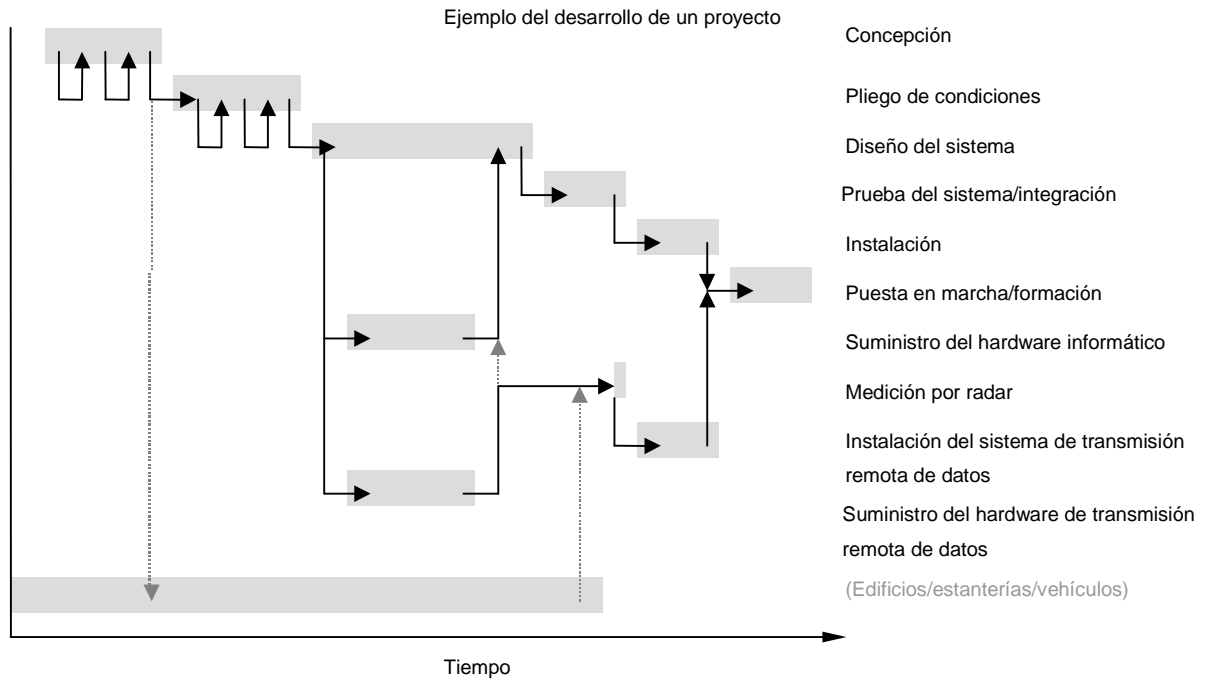 Ejemplo del desarrollo de un proyecto
Concepción
Pliego de condiciones
Diseño del sistema
Prueba del sistema/integración
Instalación
Puesta en marcha/formación
Suministro del hardware informático
Medición por radar
Instalación del sistema de transmisión
remota de datos
Suministro del hardware de transmisión
remota de datos
(Edificios/estanterías/vehículos)
Tiempo